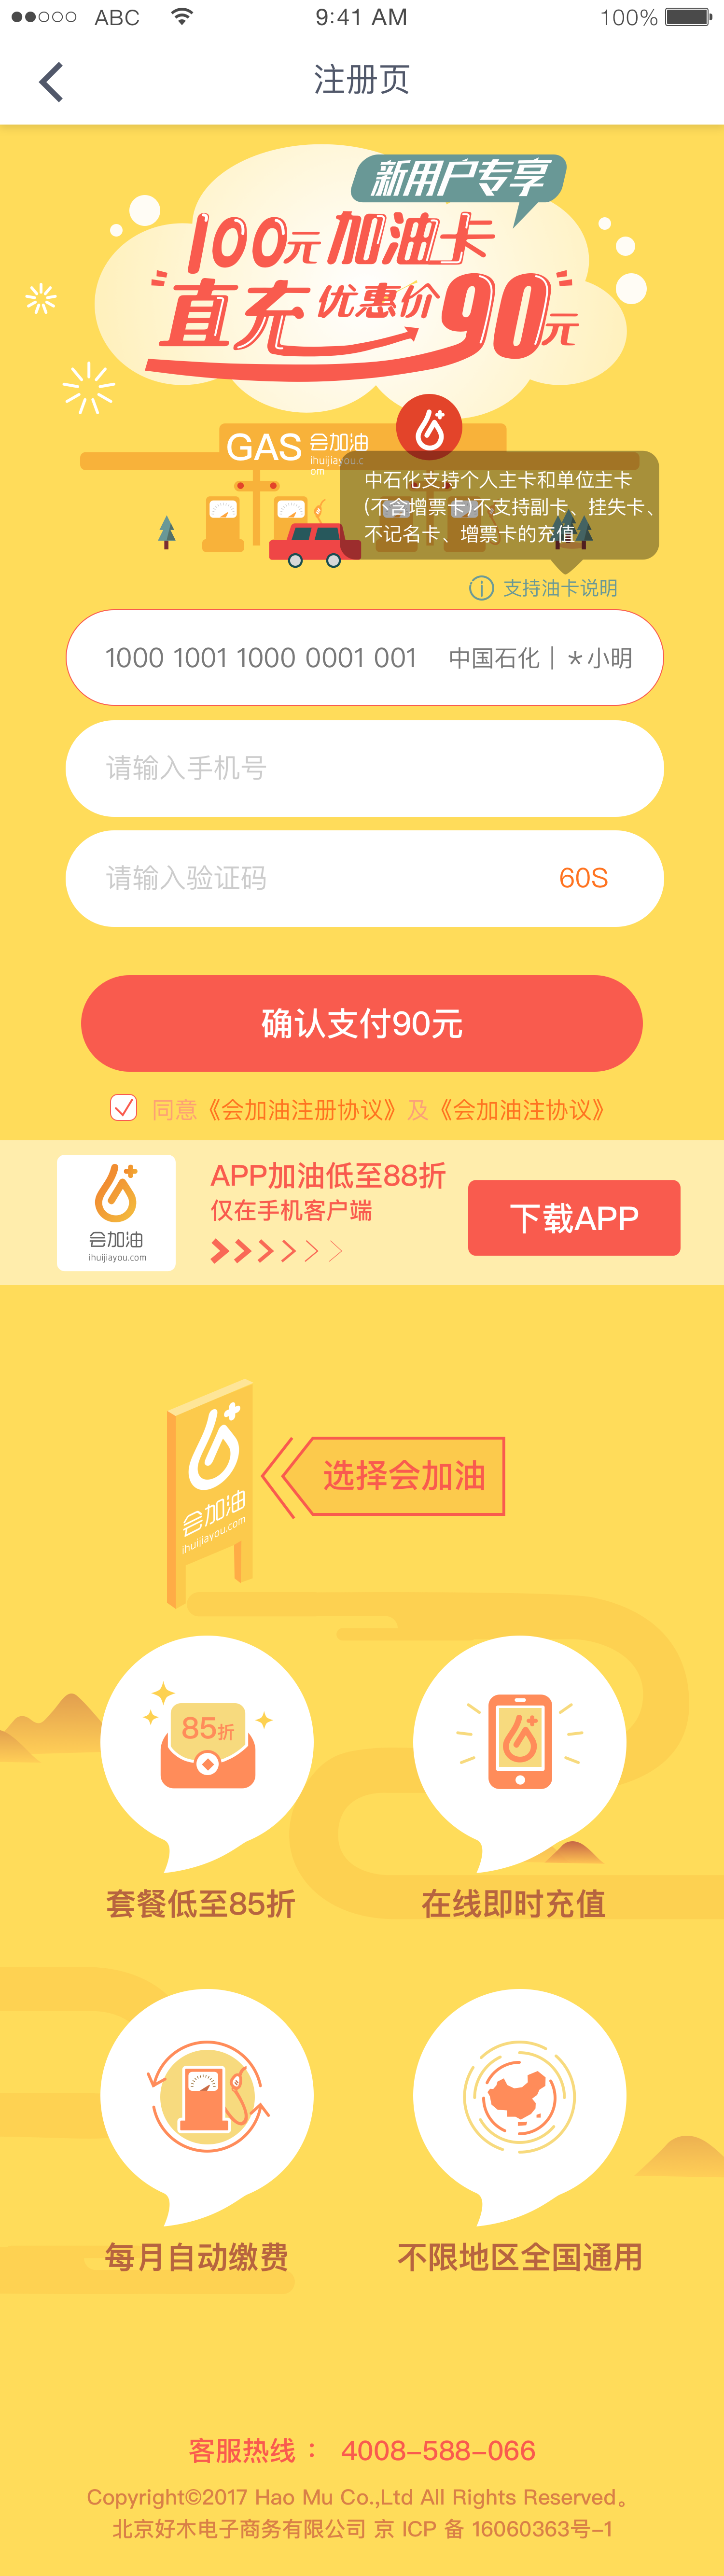 ABC 9:41 AM 100%
注册页
新用户专享
100元加油卡
直充优惠价90元
GAS 会加油
ihuijiayou.c
om
中石化支持个人主卡和单位主卡
(不含增票卡)不支持副卡、挂失卡、
不记名卡、增票卡的充值
支持油卡说明
1000 1001 1000 0001 001 中国石化｜＊小明
请输入手机号
请输入验证码 60S
确认支付90元
同意《会加油注册协议》及《会加油注协议》
会加油
ihuijiayou.com
APP加油低至88折
仅在手机客户端
下载APP
会加油
ihuijiayou.com
选择会加油
85折
套餐低至85折 在线即时充值
每月自动缴费 不限地区全国通用
客服热线： 4008-588-066
Copyright©2017 Hao Mu Co.,Ltd All Rights Reserved。
北京好木电子商务有限公司 京 ICP 备 16060363号-1